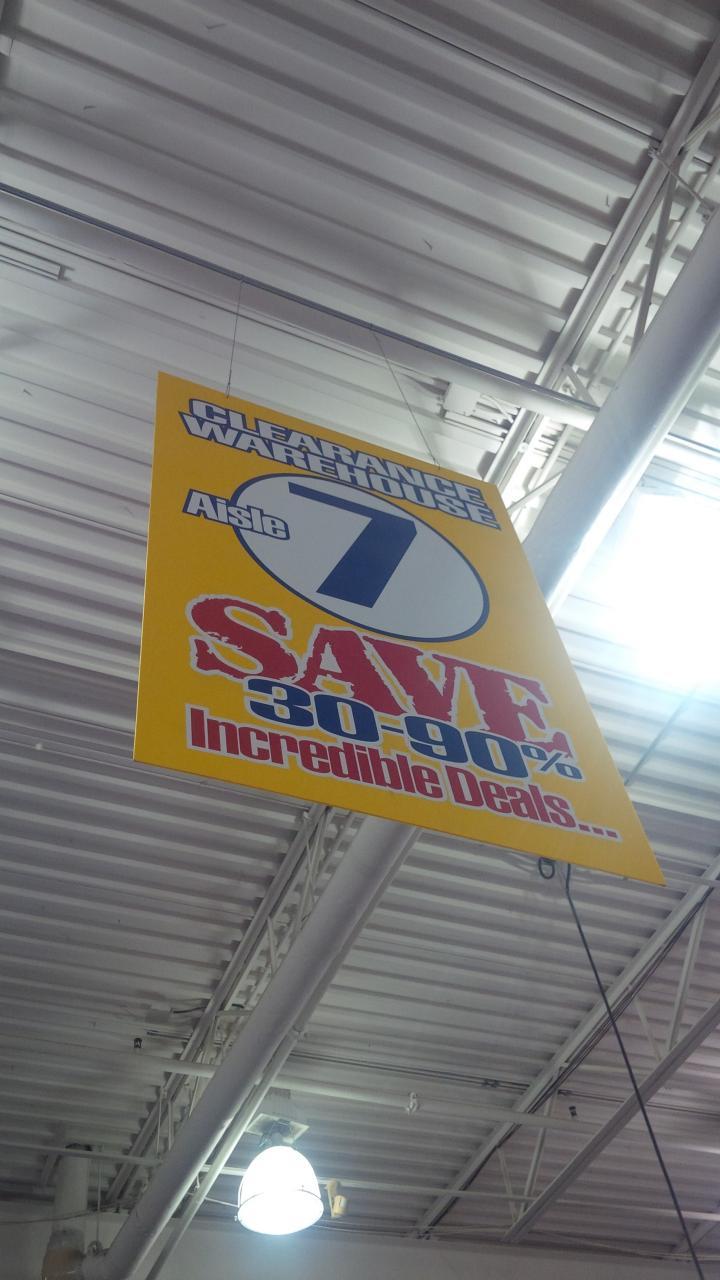 CLEARANCE
WAREHOUSE
Aisle 7
SAVE
30-90%
Incredible Deals...